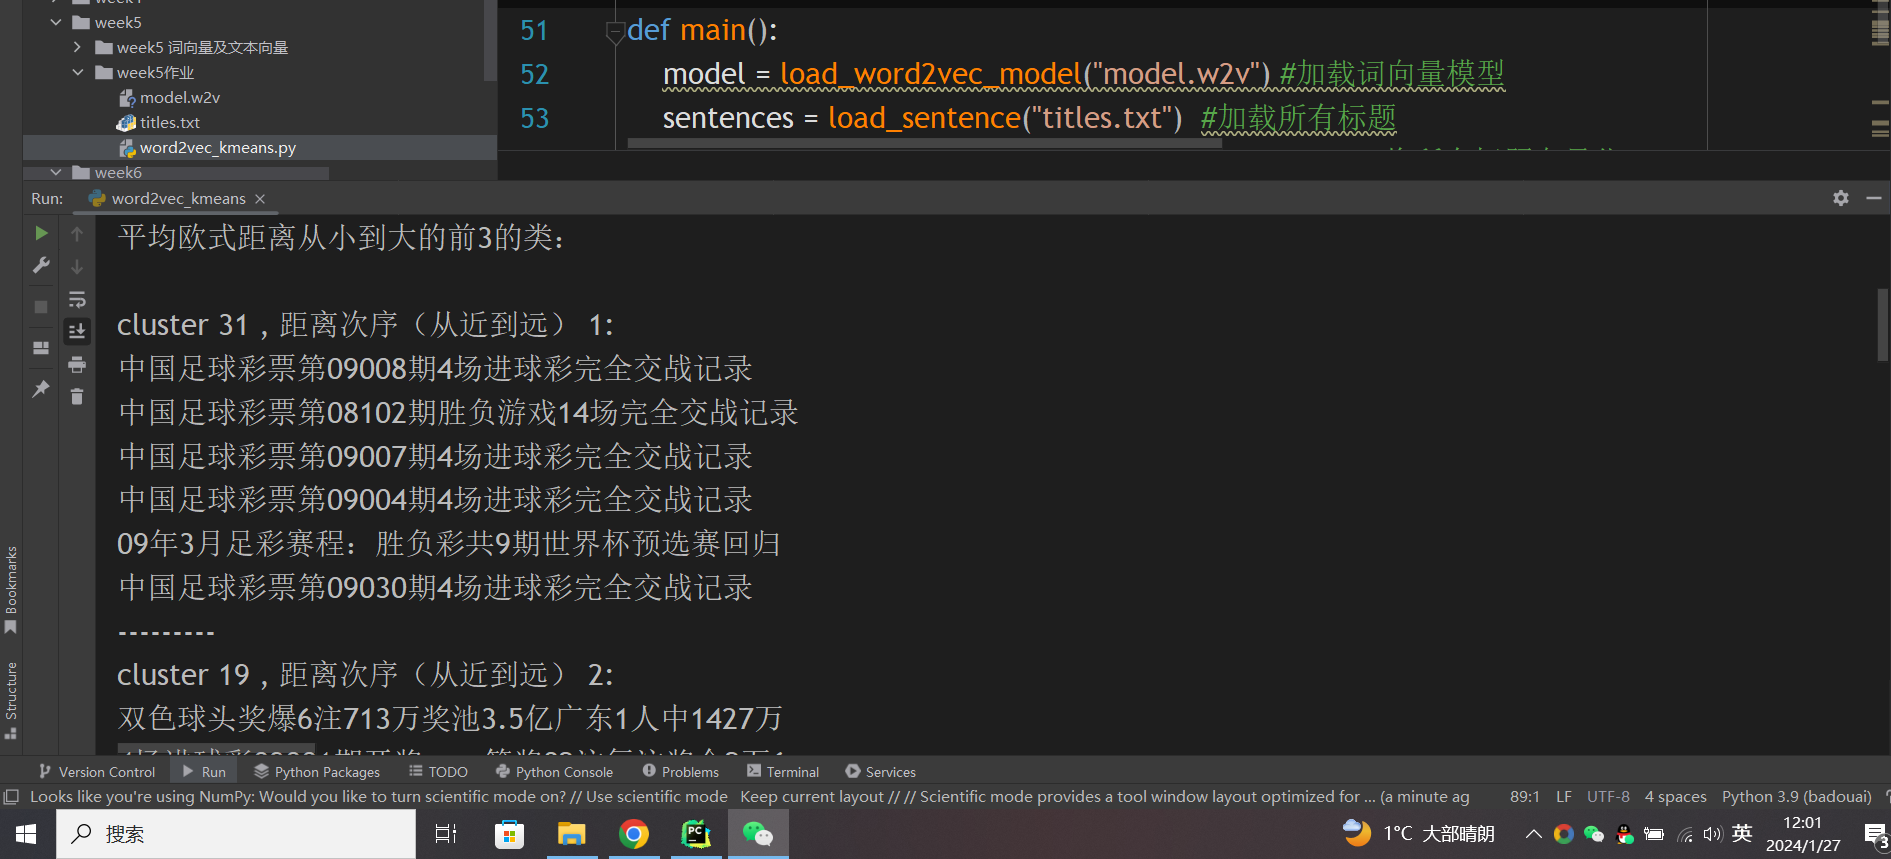 week5
week5 词向量及文本向量
week5作业
model.w2v
titles.txt
word2vec_kmeans.py
week6
51 def main():
52 model = load_word2vec_model("model.w2v") #加载词向量模型
53 sentences = load_sentence("titles.txt") #加载所有标题
Run: word2vec_kmeans
平均欧式距离从小到大的前3的类：
cluster 31 , 距离次序（从近到远） 1:
中国足球彩票第09008期4场进球彩完全交战记录
中国足球彩票第08102期胜负游戏14场完全交战记录
中国足球彩票第09007期4场进球彩完全交战记录
中国足球彩票第09004期4场进球彩完全交战记录
09年3月足彩赛程：胜负彩共9期世界杯预选赛回归
中国足球彩票第09030期4场进球彩完全交战记录
---------
cluster 19 , 距离次序（从近到远） 2:
双色球头奖爆6注713万奖池3.5亿广东1人中1427万
Bookmarks
Structure
Version Control Run Python Packages TODO Python Console Problems Terminal Services
Looks like you're using NumPy: Would you like to turn scientific mode on? // Use scientific mode Keep current layout // // Scientific mode provides a tool window layout optimized for ... (a minute ag 89:1 LF UTF-8 4 spaces Python 3.9 (badouai)
搜索 PC 1°C 大部晴朗 英 12:01
2024/1/27 3